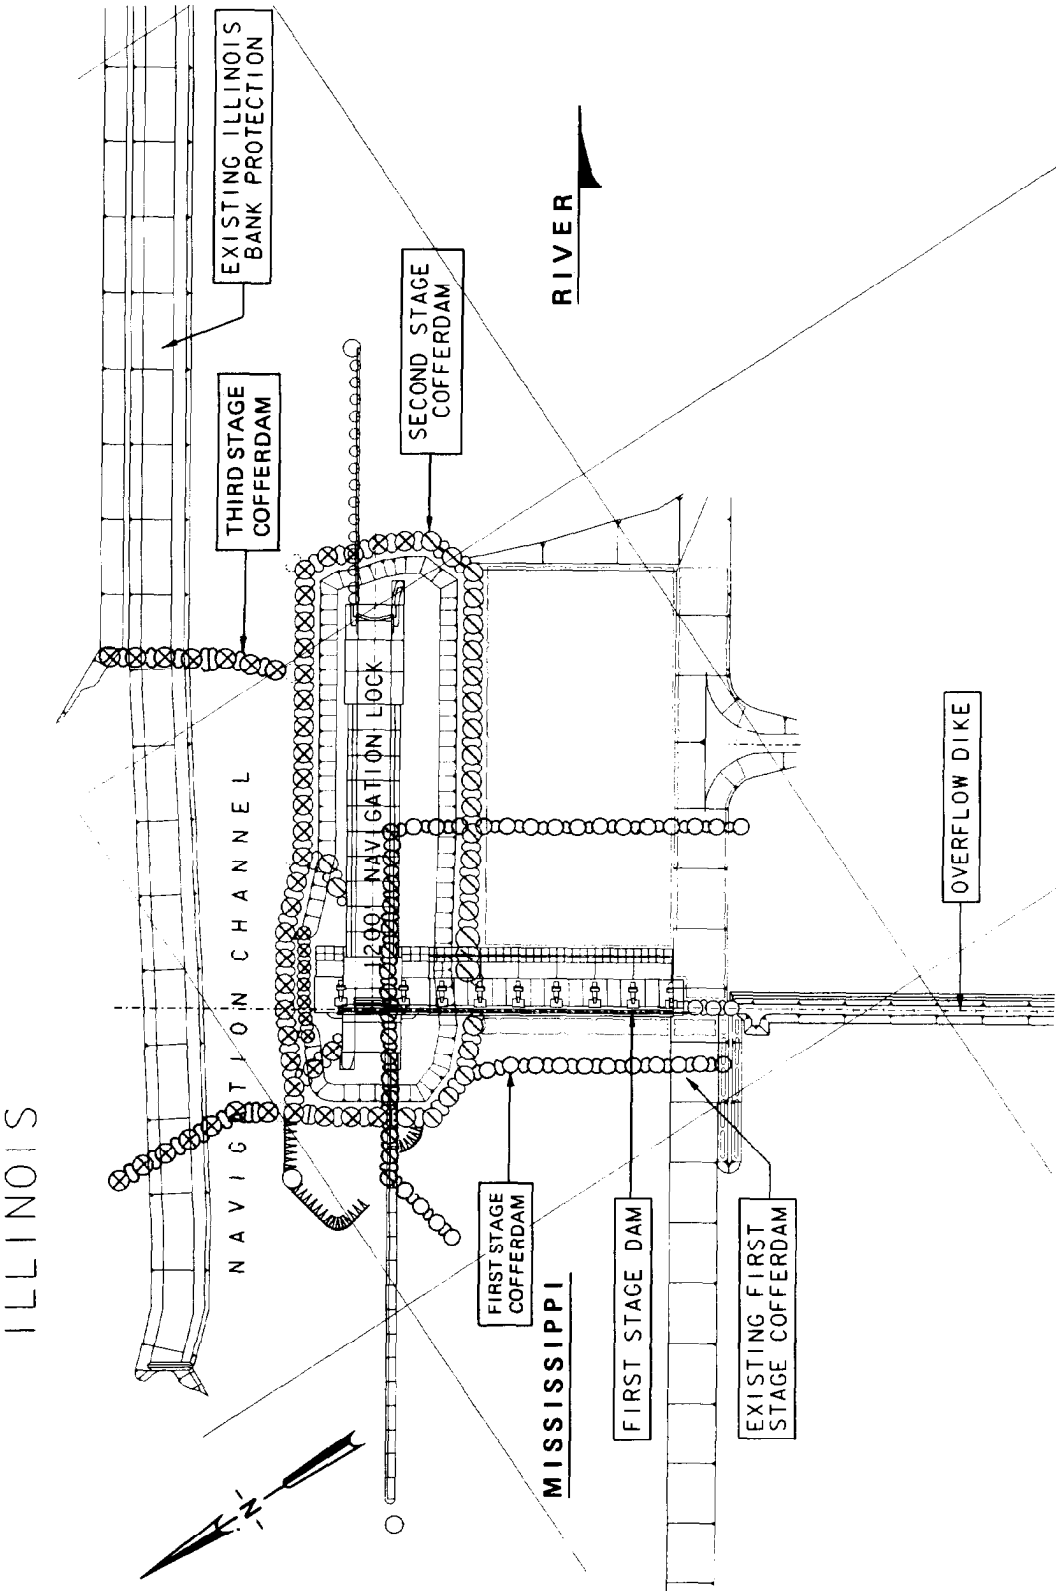 ILLINOIS
EXISTING ILLINOIS
BANK PROTECTION
THIRD STAGE
COFFERDAM
NAVIGATION CHANNEL
SECOND STAGE
COFFERDAM
1200' NAVIGATION LOCK
MISSISSIPPI
RIVER
FIRST STAGE
COFFERDAM
FIRST STAGE DAM
EXISTING FIRST
STAGE COFFERDAM
OVERFLOW DIKE
N